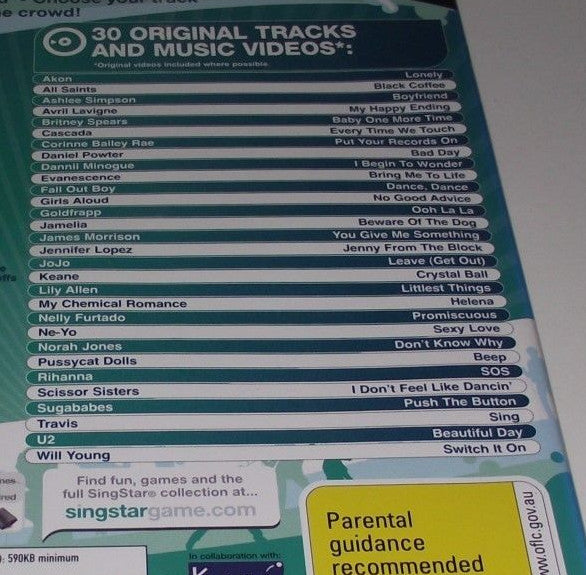 Choose your track
e crowd!
30 ORIGINAL TRACKS
AND MUSIC VIDEOS*:
*Original videos included where possible.
Akon Lonely
All Saints Black Coffee
Ashlee Simpson Boyfriend
Avril Lavigne My Happy Ending
Britney Spears Baby One More Time
Cascada Every Time We Touch
Corinne Bailey Rae Put Your Records On
Daniel Powter Bad Day
Dannii Minogue I Begin To Wonder
Evanescence Bring Me To Life
Fall Out Boy Dance, Dance
Girls Aloud No Good Advice
Goldfrapp Ooh La La
Jamelia Beware Of The Dog
James Morrison You Give Me Something
Jennifer Lopez Jenny From The Block
JoJo Leave (Get Out)
Keane Crystal Ball
Lily Allen Littlest Things
My Chemical Romance Helena
Nelly Furtado Promiscuous
Ne-Yo Sexy Love
Norah Jones Don't Know Why
Pussycat Dolls Beep
Rihanna SOS
Scissor Sisters I Don't Feel Like Dancin'
Sugababes Push The Button
Travis Sing
U2 Beautiful Day
Will Young Switch It On
Find fun, games and the
full SingStar® collection at...
singstargame.com
: 590KB minimum
In collaboration with:
Parental
guidance
recommended
ww.oflc.gov.au